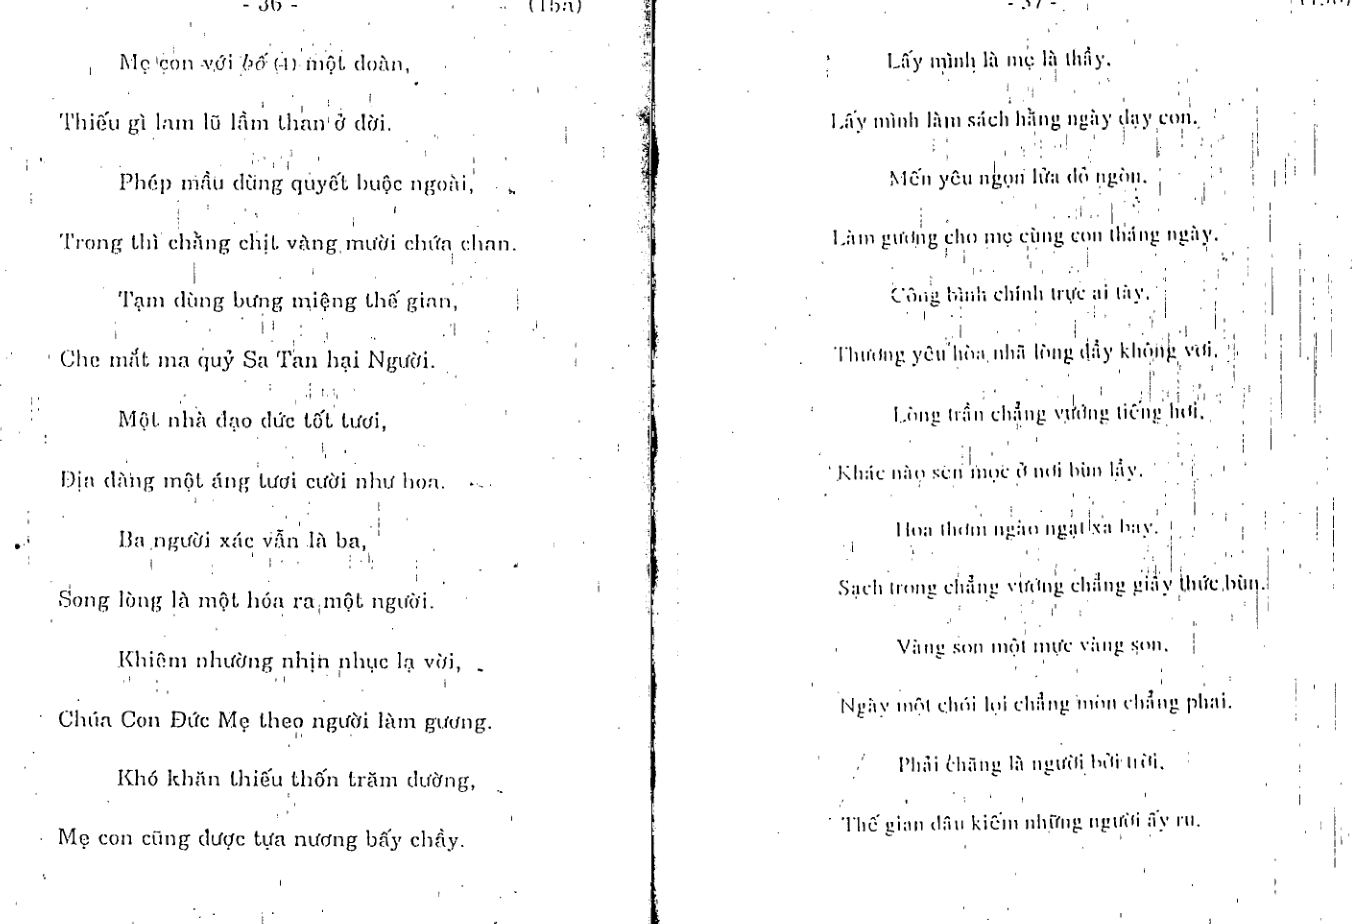 - 36 -
(15a)
Mẹ con với bố (1) một đoàn,
Thiếu gì lam lũ lầm than ở đời.
Phép mầu dùng quyết buộc ngoài,
Trong thì chằng chịt vàng mười chứa chan.
Tạm dùng bưng miệng thế gian,
Che mắt ma quỷ Sa Tan hại Người.
Một nhà đạo đức tốt tươi,
Địa đàng một áng tươi cười như hoa.
Ba người xác vẫn là ba,
Song lòng là một hóa ra một người.
Khiêm nhường nhịn nhục lạ vời,
Chúa Con Đức Mẹ theo người làm gương.
Khó khăn thiếu thốn trăm đường,
Mẹ con cũng được tựa nương bấy chầy.
- 37 -
Lấy mình là mẹ là thầy.
Lấy mình làm sách hằng ngày dạy con.
Mến yêu ngọn lửa đỏ ngòn.
Làm gương cho mẹ cùng con tháng ngày.
Công bình chính trực ai tày.
Thương yêu hòa nhã lòng đầy không vơi.
Lòng trần chẳng vướng tiếng hơi.
Khác nào sen mọc ở nơi bùn lầy.
Hoa thơm ngào ngạt xa bay.
Sạch trong chẳng vướng chẳng giây thức bùn.
Vàng son một mực vàng son.
Ngày một chói lọi chẳng mòn chẳng phai.
Phải chăng là người bởi trời.
Thế gian dâu kiếm những người ấy ru.